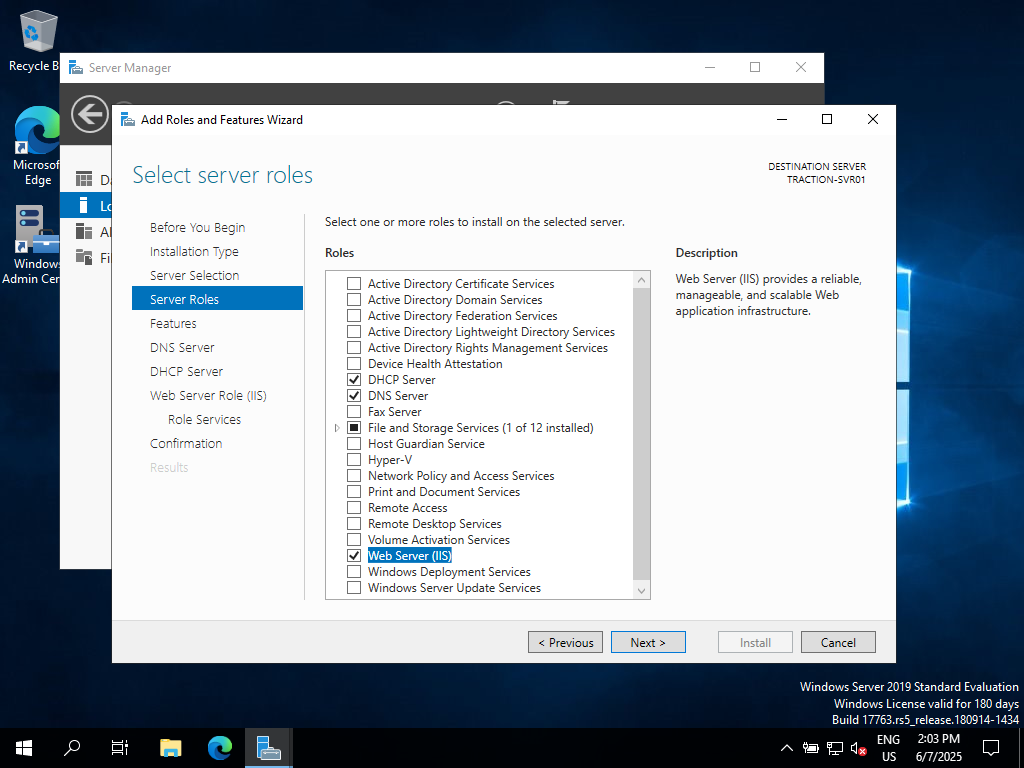 Recycle B
Server Manager
Add Roles and Features Wizard
Select server roles
DESTINATION SERVER
TRACTION-SVR01
Microsof
Edge
Windows
Admin Cen
Before You Begin
Installation Type
Server Selection
Server Roles
Features
DNS Server
DHCP Server
Web Server Role (IIS)
Role Services
Confirmation
Results
Select one or more roles to install on the selected server.
Roles
Active Directory Certificate Services
Active Directory Domain Services
Active Directory Federation Services
Active Directory Lightweight Directory Services
Active Directory Rights Management Services
Device Health Attestation
DHCP Server
DNS Server
Fax Server
File and Storage Services (1 of 12 installed)
Host Guardian Service
Hyper-V
Network Policy and Access Services
Print and Document Services
Remote Access
Remote Desktop Services
Volume Activation Services
Web Server (IIS)
Windows Deployment Services
Windows Server Update Services
Description
Web Server (IIS) provides a reliable,
manageable, and scalable Web
application infrastructure.
< Previous
Next >
Install
Cancel
Windows Server 2019 Standard Evaluation
Windows License valid for 180 days
Build 17763.rs5_release.180914-1434
ENG
US
2:03 PM
6/7/2025